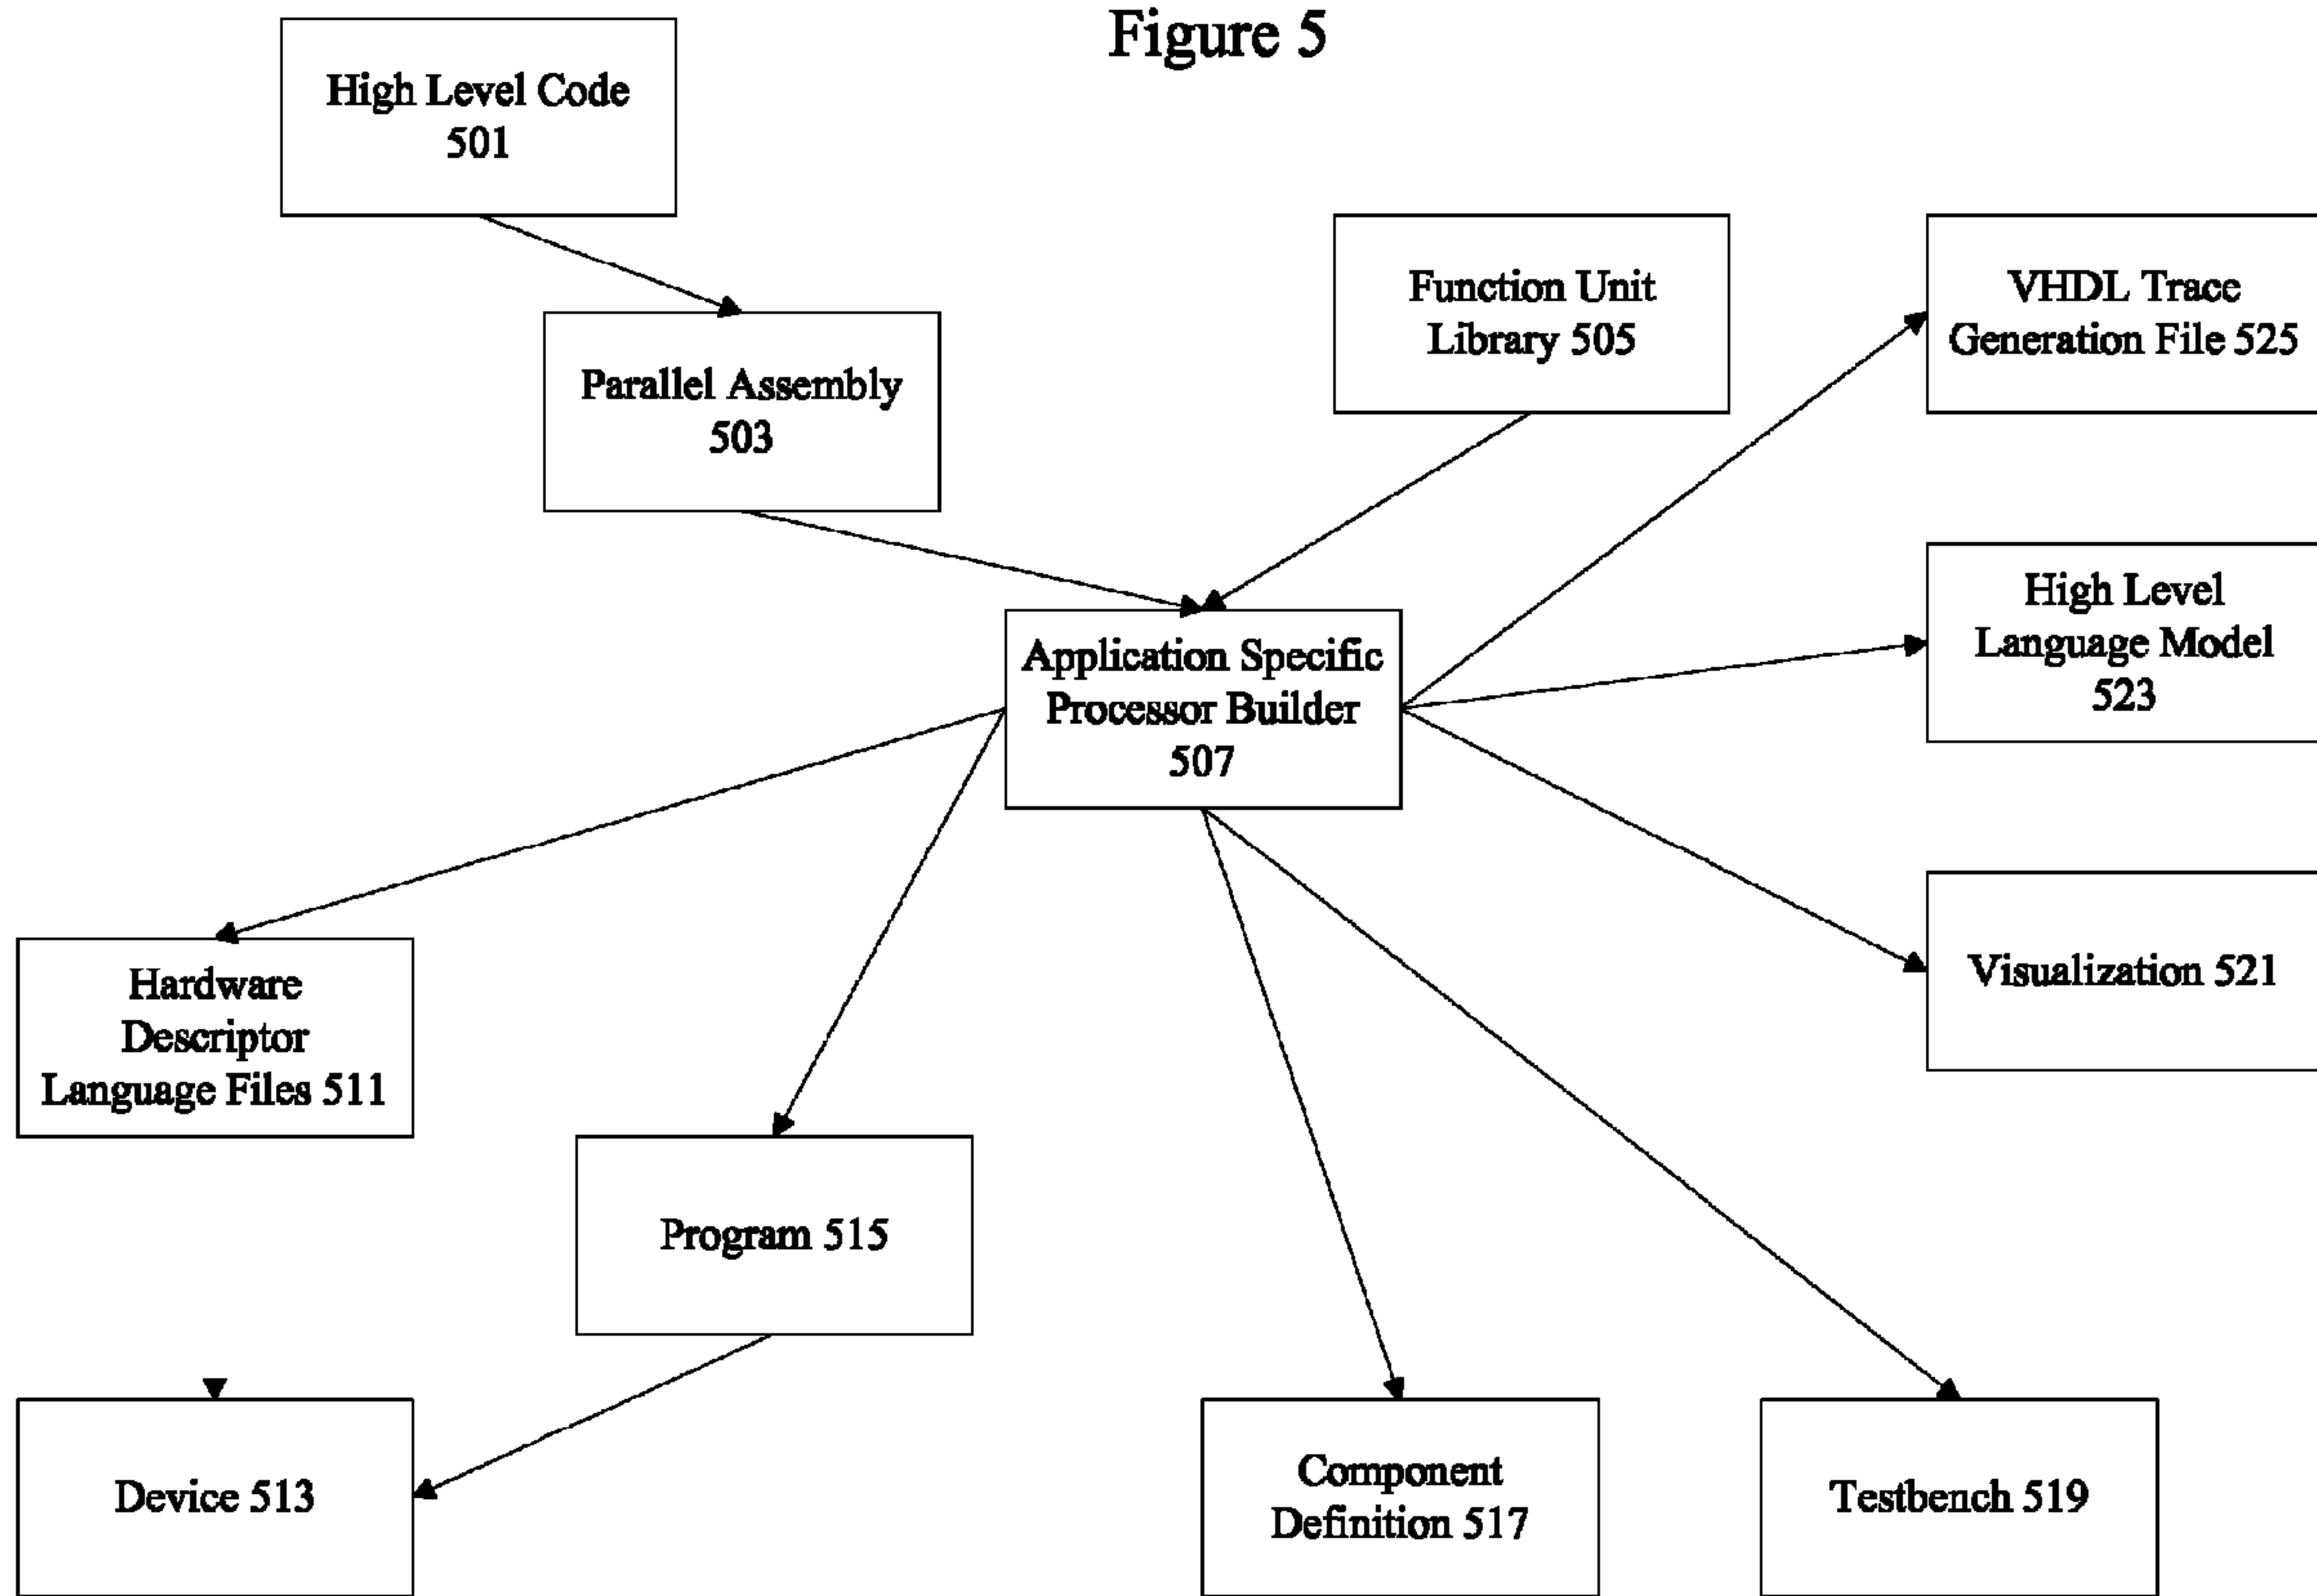 Figure 5
High Level Code
501
Parallel Assembly
503
Function Unit
Library 505
VHDL Trace
Generation File 525
High Level
Language Model
523
Application Specific
Processor Builder
507
Visualization 521
Hardware
Descriptor
Language Files 511
Program 515
Device 513
Component
Definition 517
Testbench 519